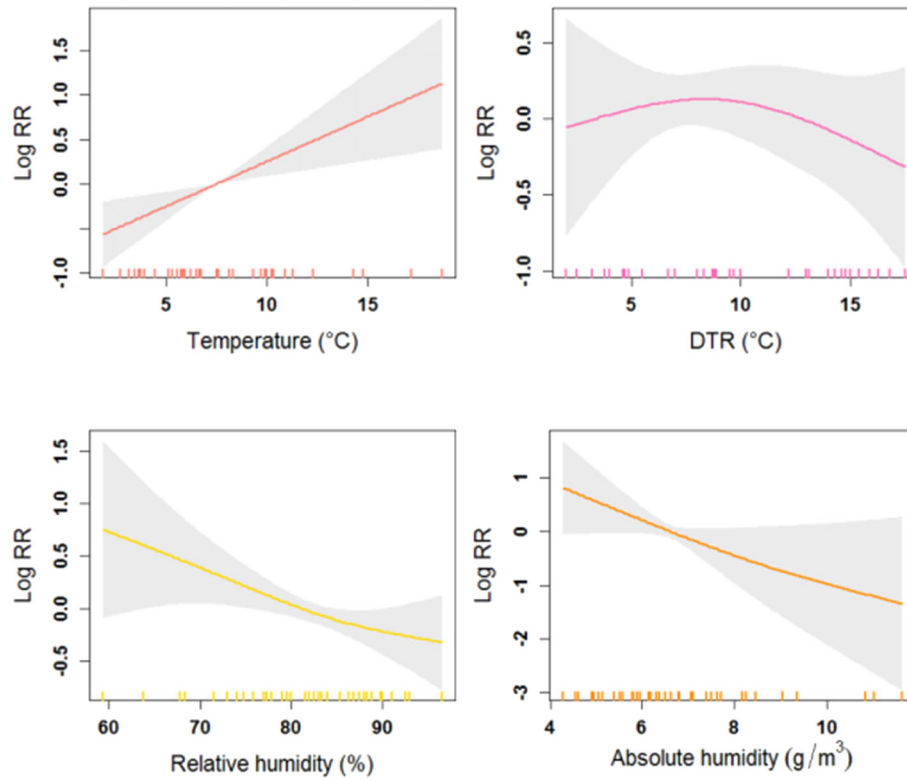 Log RR
1.5
1.0
0.5
0.0
-1.0
5 10 15
Temperature (°C)
Log RR
0.5
0.0
-0.5
-1.0
5 10 15
DTR (°C)
Log RR
1.5
1.0
0.5
0.0
-0.5
60 70 80 90
Relative humidity (%)
Log RR
1
0
-1
-2
-3
4 6 8 10
Absolute humidity (g/m³)